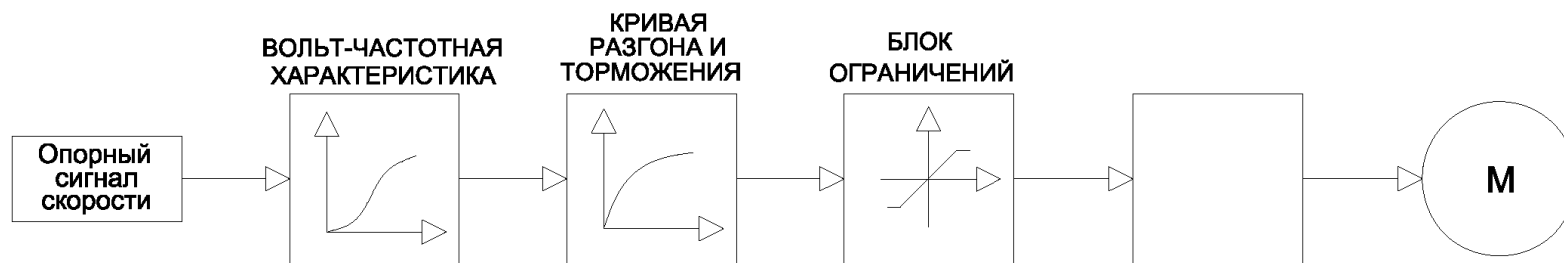 Опорный
сигнал
скорости
ВОЛЬТ-ЧАСТОТНАЯ
ХАРАКТЕРИСТИКА
КРИВАЯ
РАЗГОНА И
ТОРМОЖЕНИЯ
БЛОК
ОГРАНИЧЕНИЙ
М